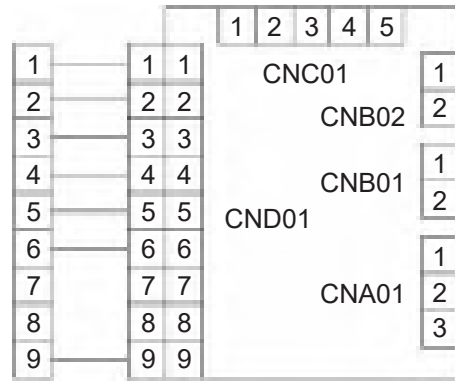 1 2 3 4 5
1 1 1 CNC01 1
2 2 2 CNB02 2
3 3 3
4 4 4 CNB01 1
5 5 5 CND01 2
6 6 6 1
7 7 7 CNA01 2
8 8 8 3
9 9 9